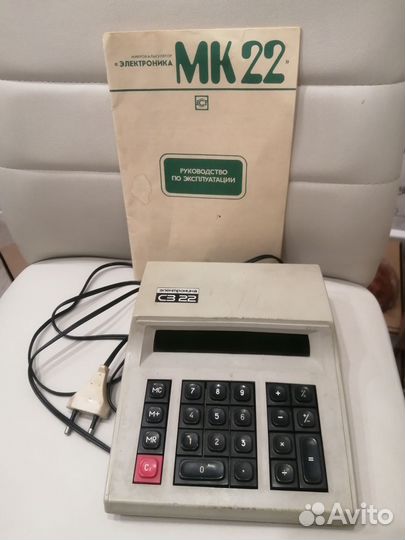 МИКРОКАЛЬКУЛЯТОР
«ЭЛЕКТРОНИКА МК 22»
РУКОВОДСТВО
ПО ЭКСПЛУАТАЦИИ
электроника
С3 22
MC 7 8 9 + %
M+ 4 5 6 -
MR 1 2 3 × =
C 0 . ÷
Avito